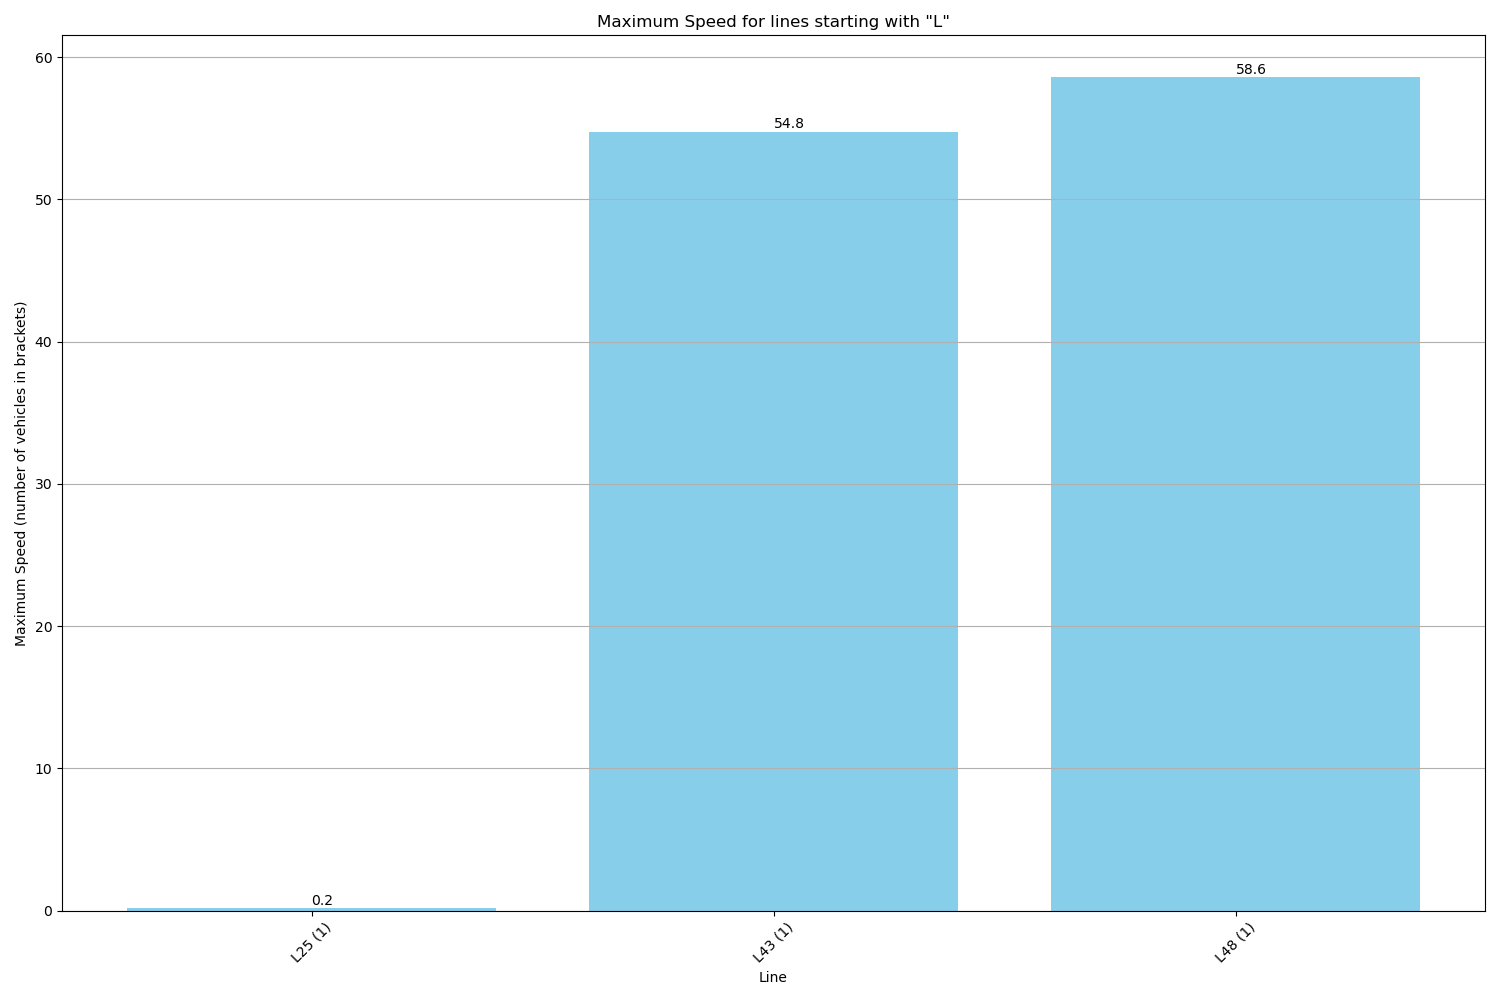 Maximum Speed for lines starting with "L"
Maximum Speed (number of vehicles in brackets)
60
50
40
30
20
10
0
0.2
54.8
58.6
L25 (1)
L43 (1)
L48 (1)
Line